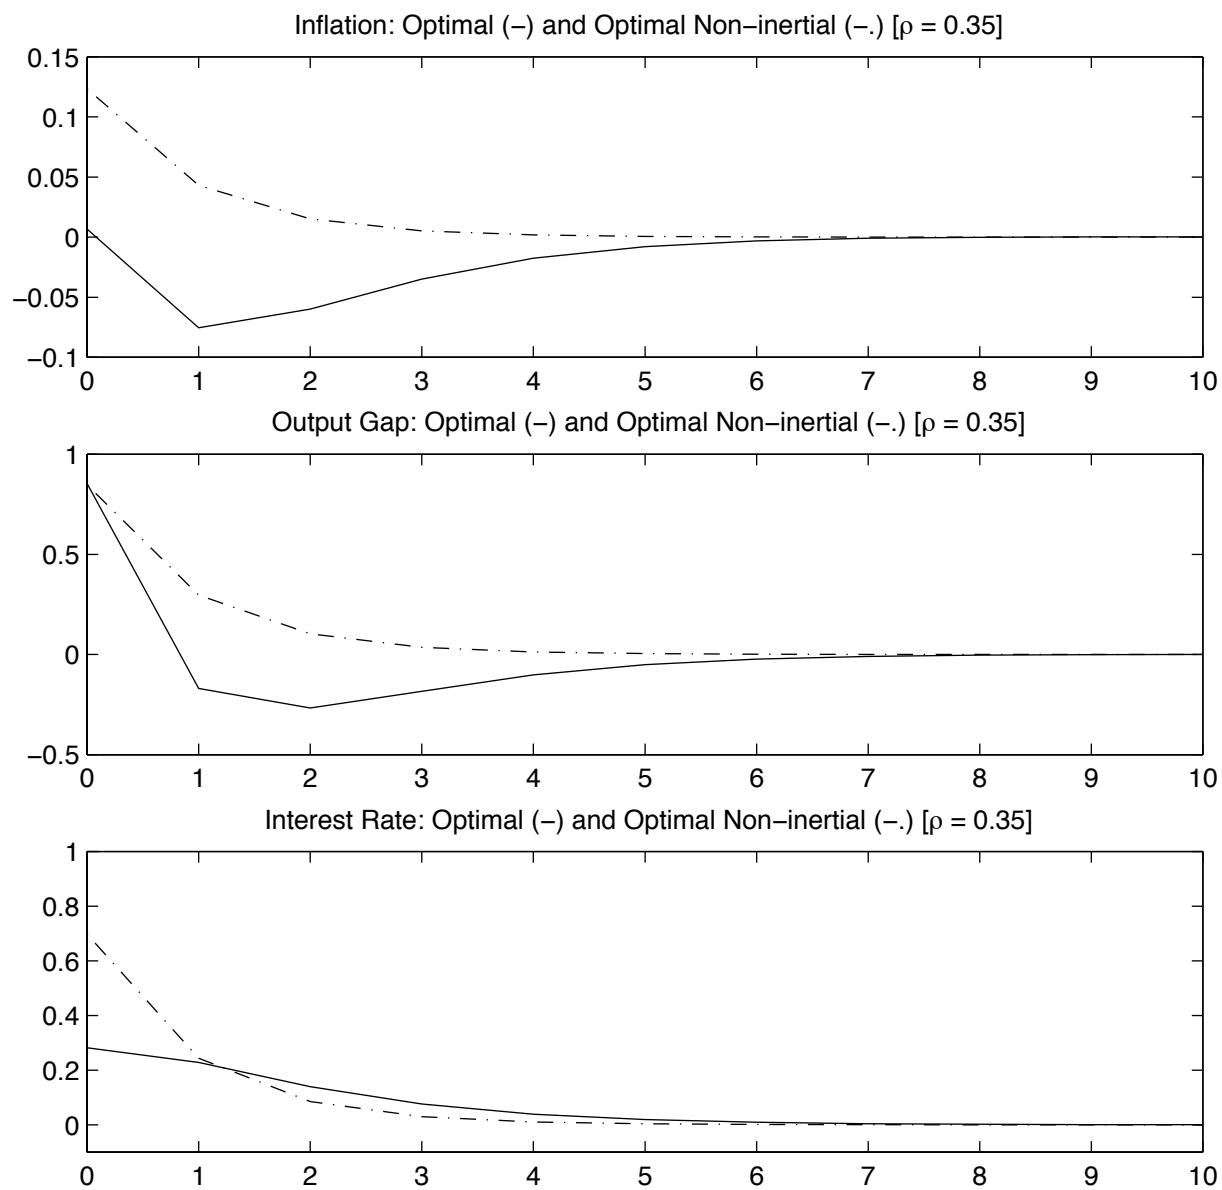 Inflation: Optimal (−) and Optimal Non−inertial (−.) [ρ = 0.35]
0.15
0.1
0.05
0
−0.05
−0.1
0 1 2 3 4 5 6 7 8 9 10
Output Gap: Optimal (−) and Optimal Non−inertial (−.) [ρ = 0.35]
1
0.5
0
−0.5
0 1 2 3 4 5 6 7 8 9 10
Interest Rate: Optimal (−) and Optimal Non−inertial (−.) [ρ = 0.35]
1
0.8
0.6
0.4
0.2
0
0 1 2 3 4 5 6 7 8 9 10